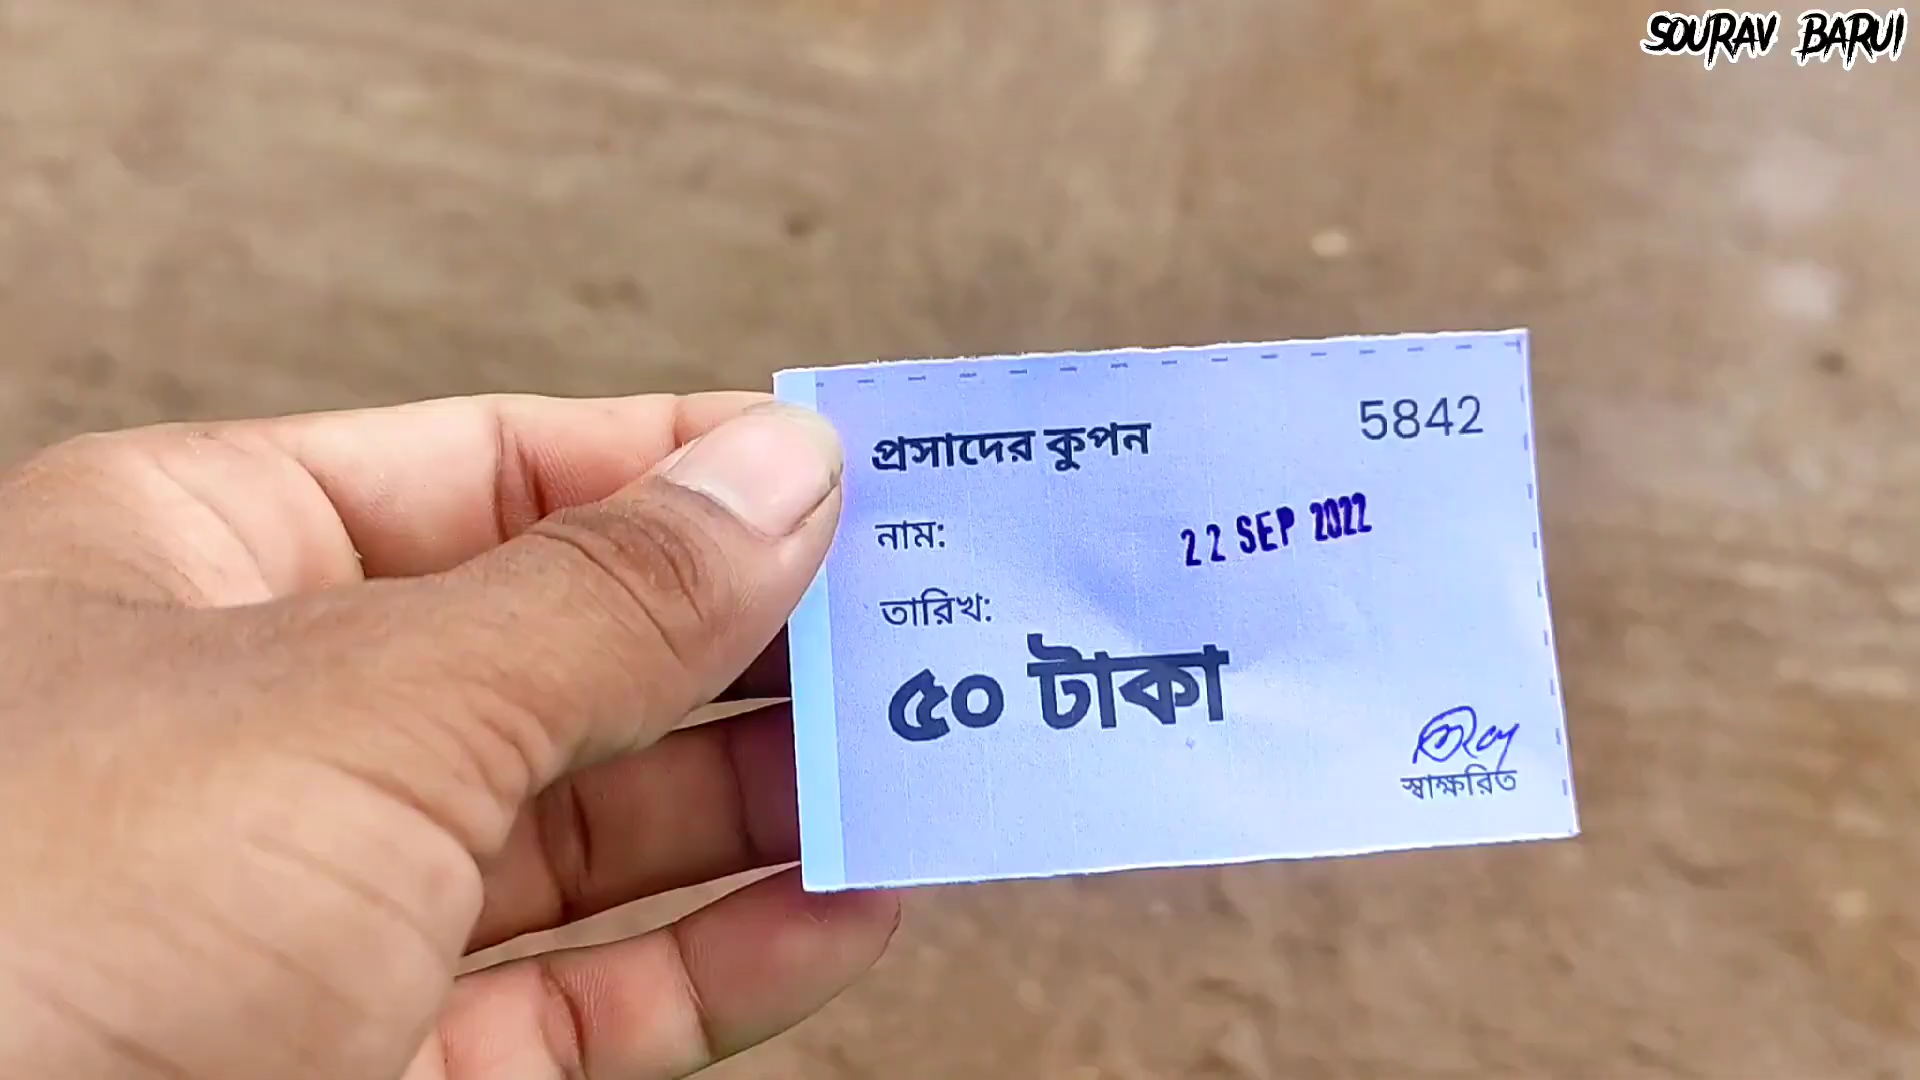 SOURAV BARUI
প্রসাদের কুপন
5842
নাম:
22 SEP 2022
তারিখ:
৫০ টাকা
স্বাক্ষরিত